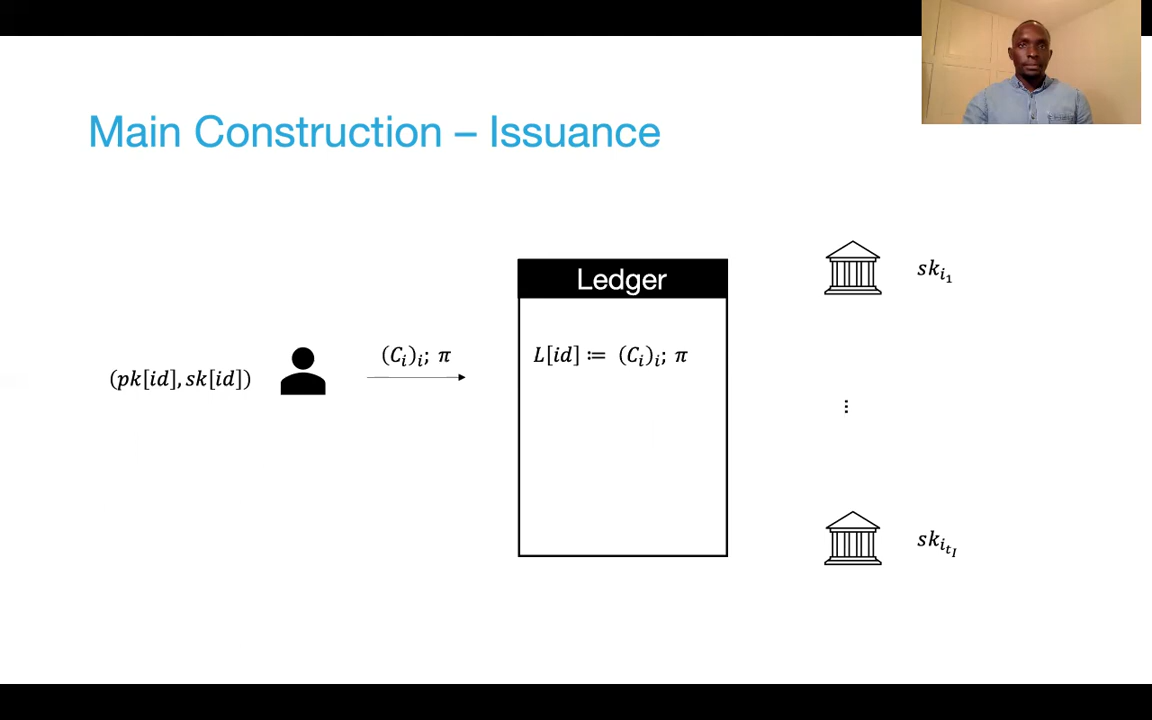 Main Construction – Issuance
Ledger
sk_{i_1}
(C_i)_i; π
L[id] ≔ (C_i)_i; π
(pk[id], sk[id])
⋮
sk_{i_{t_I}}